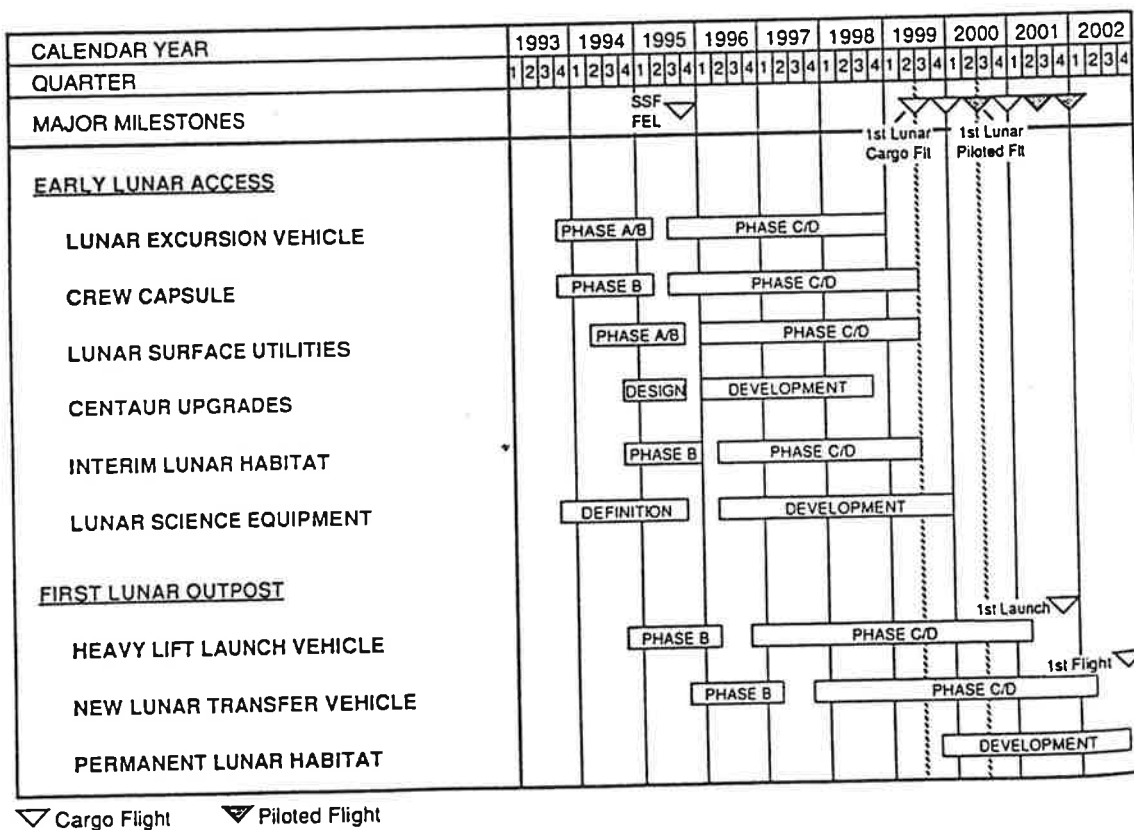 CALENDAR YEAR 1993 1994 1995 1996 1997 1998 1999 2000 2001 2002
QUARTER 1 2 3 4 1 2 3 4 1 2 3 4 1 2 3 4 1 2 3 4 1 2 3 4 1 2 3 4 1 2 3 4 1 2 3 4 1 2 3 4
MAJOR MILESTONES
SSF
FEL
1st Lunar
Cargo Flt
1st Lunar
Piloted Flt
EARLY LUNAR ACCESS
LUNAR EXCURSION VEHICLE PHASE A/B PHASE C/D
CREW CAPSULE PHASE B PHASE C/D
LUNAR SURFACE UTILITIES PHASE A/B PHASE C/D
CENTAUR UPGRADES DESIGN DEVELOPMENT
INTERIM LUNAR HABITAT PHASE B PHASE C/D
LUNAR SCIENCE EQUIPMENT DEFINITION DEVELOPMENT
FIRST LUNAR OUTPOST
1st Launch
HEAVY LIFT LAUNCH VEHICLE PHASE B PHASE C/D
1st Flight
NEW LUNAR TRANSFER VEHICLE PHASE B PHASE C/D
PERMANENT LUNAR HABITAT DEVELOPMENT
Cargo Flight Piloted Flight